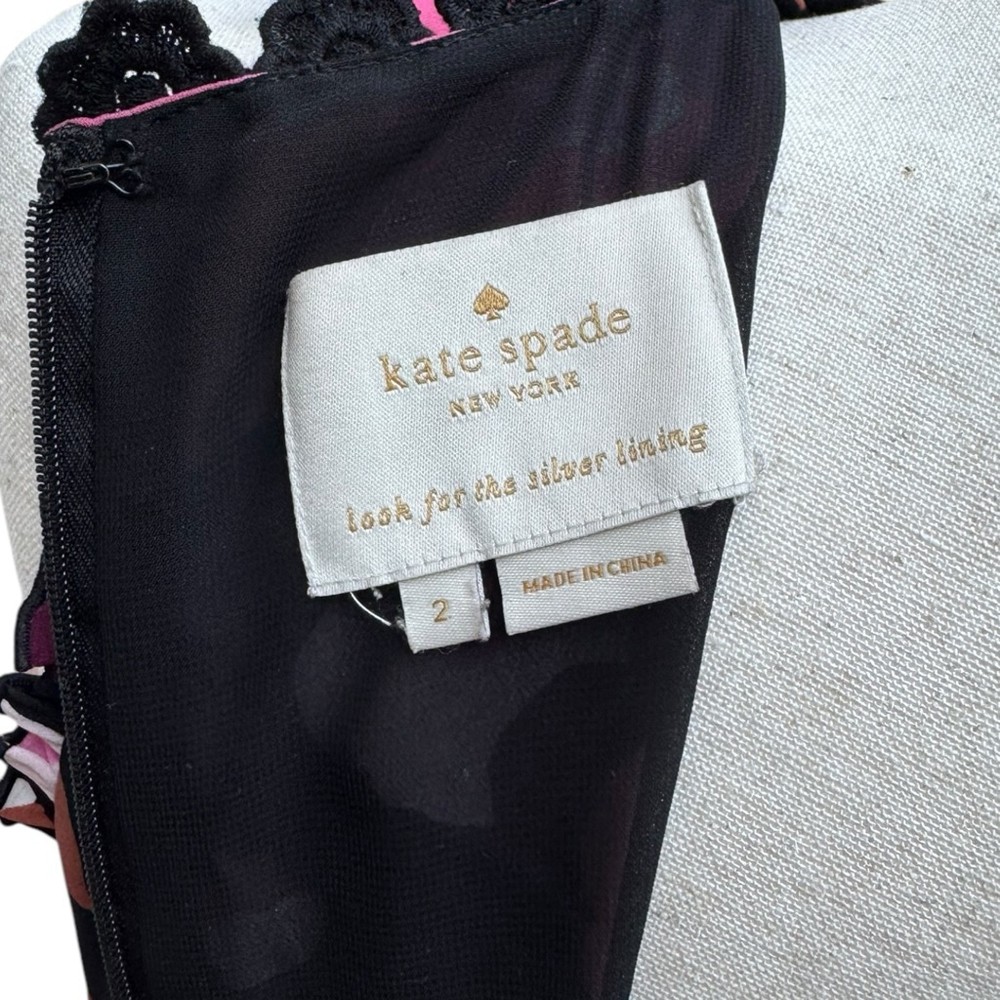 kate spade
NEW YORK
look for the silver lining
2
MADE IN CHINA